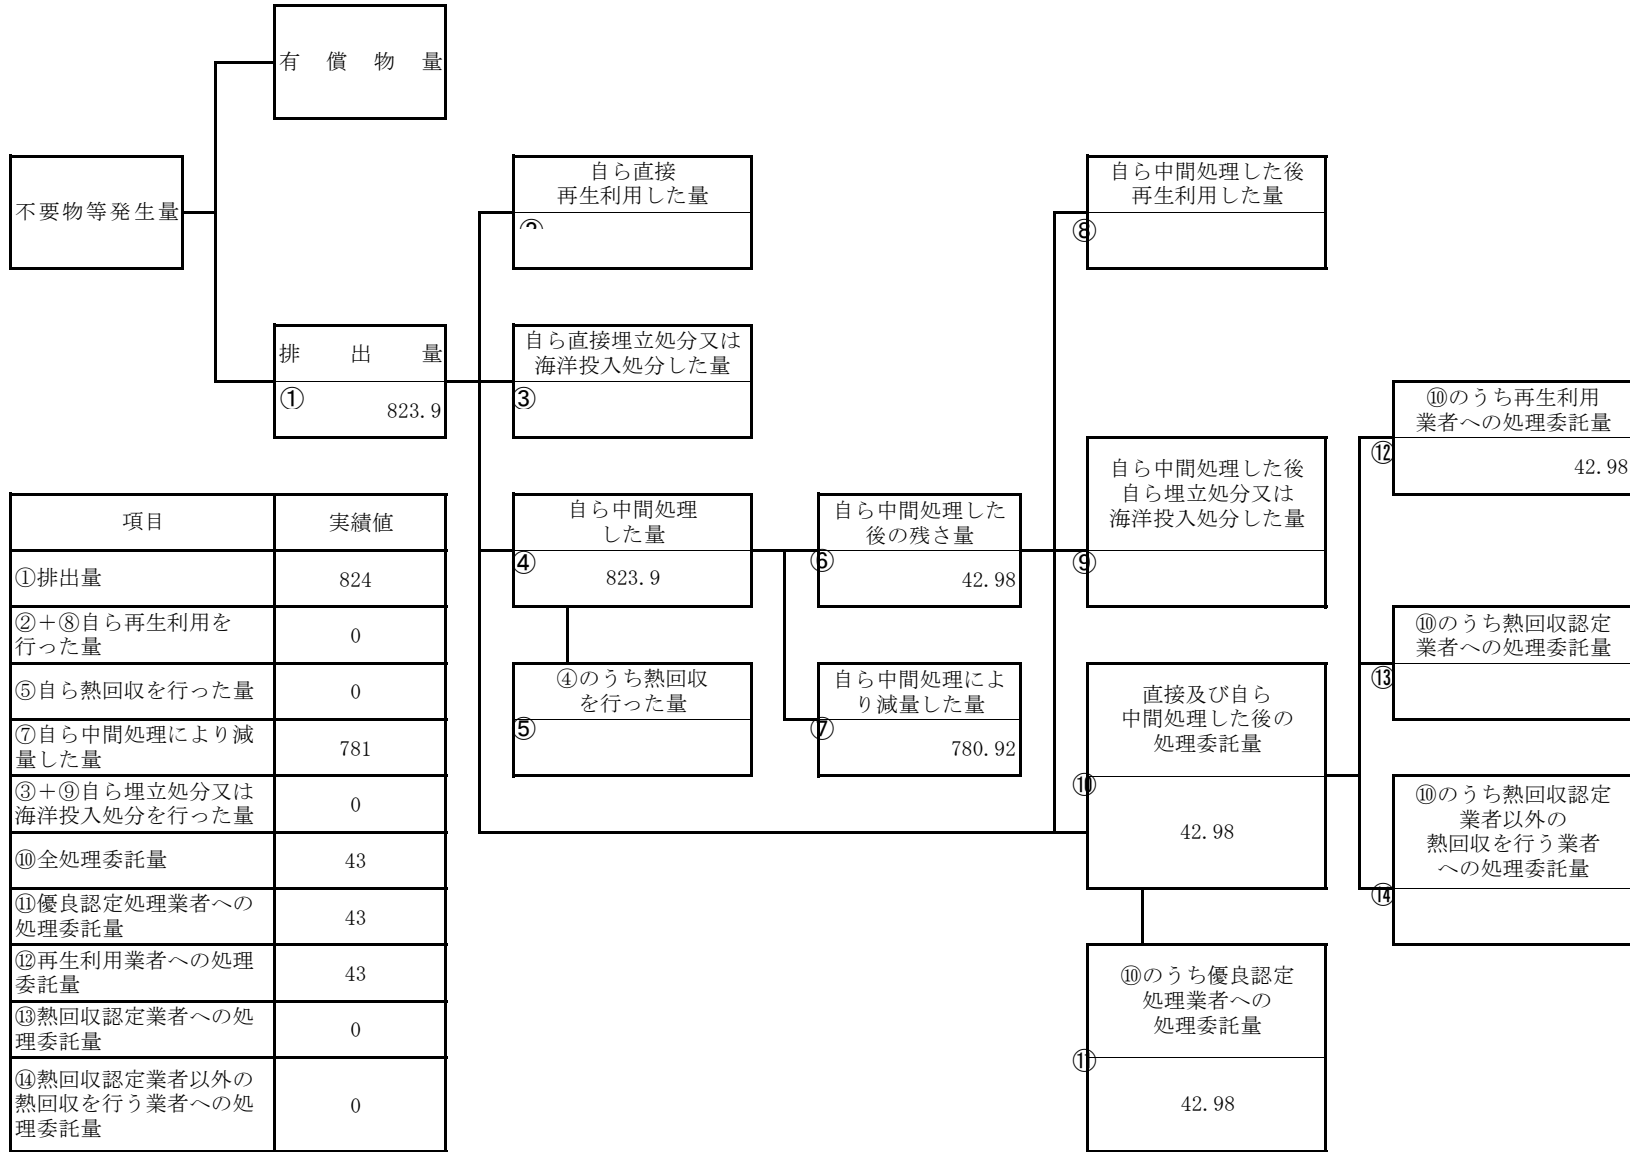 有償物量
不要物等発生量
排出量
①
823.9
自ら直接
再生利用した量
②
自ら直接埋立処分又は
海洋投入処分した量
③
自ら中間処理
した量
④
823.9
④のうち熱回収
を行った量
⑤
自ら中間処理した
後の残さ量
⑥
42.98
自ら中間処理によ
り減量した量
⑦
780.92
自ら中間処理した後
再生利用した量
⑧
自ら中間処理した後
自ら埋立処分又は
海洋投入処分した量
⑨
直接及び自ら
中間処理した後の
処理委託量
⑩
42.98
⑩のうち優良認定
処理業者への
処理委託量
⑪
42.98
⑩のうち再生利用
業者への処理委託量
⑫
42.98
⑩のうち熱回収認定
業者への処理委託量
⑬
⑩のうち熱回収認定
業者以外の
熱回収を行う業者
への処理委託量
⑭
項目 実績値
①排出量 824
②＋⑧自ら再生利用を
行った量 0
⑤自ら熱回収を行った量 0
⑦自ら中間処理により減
量した量 781
③＋⑨自ら埋立処分又は
海洋投入処分を行った量 0
⑩全処理委託量 43
⑪優良認定処理業者への
処理委託量 43
⑫再生利用業者への処理
委託量 43
⑬熱回収認定業者への処
理委託量 0
⑭熱回収認定業者以外の
熱回収を行う業者への処
理委託量 0